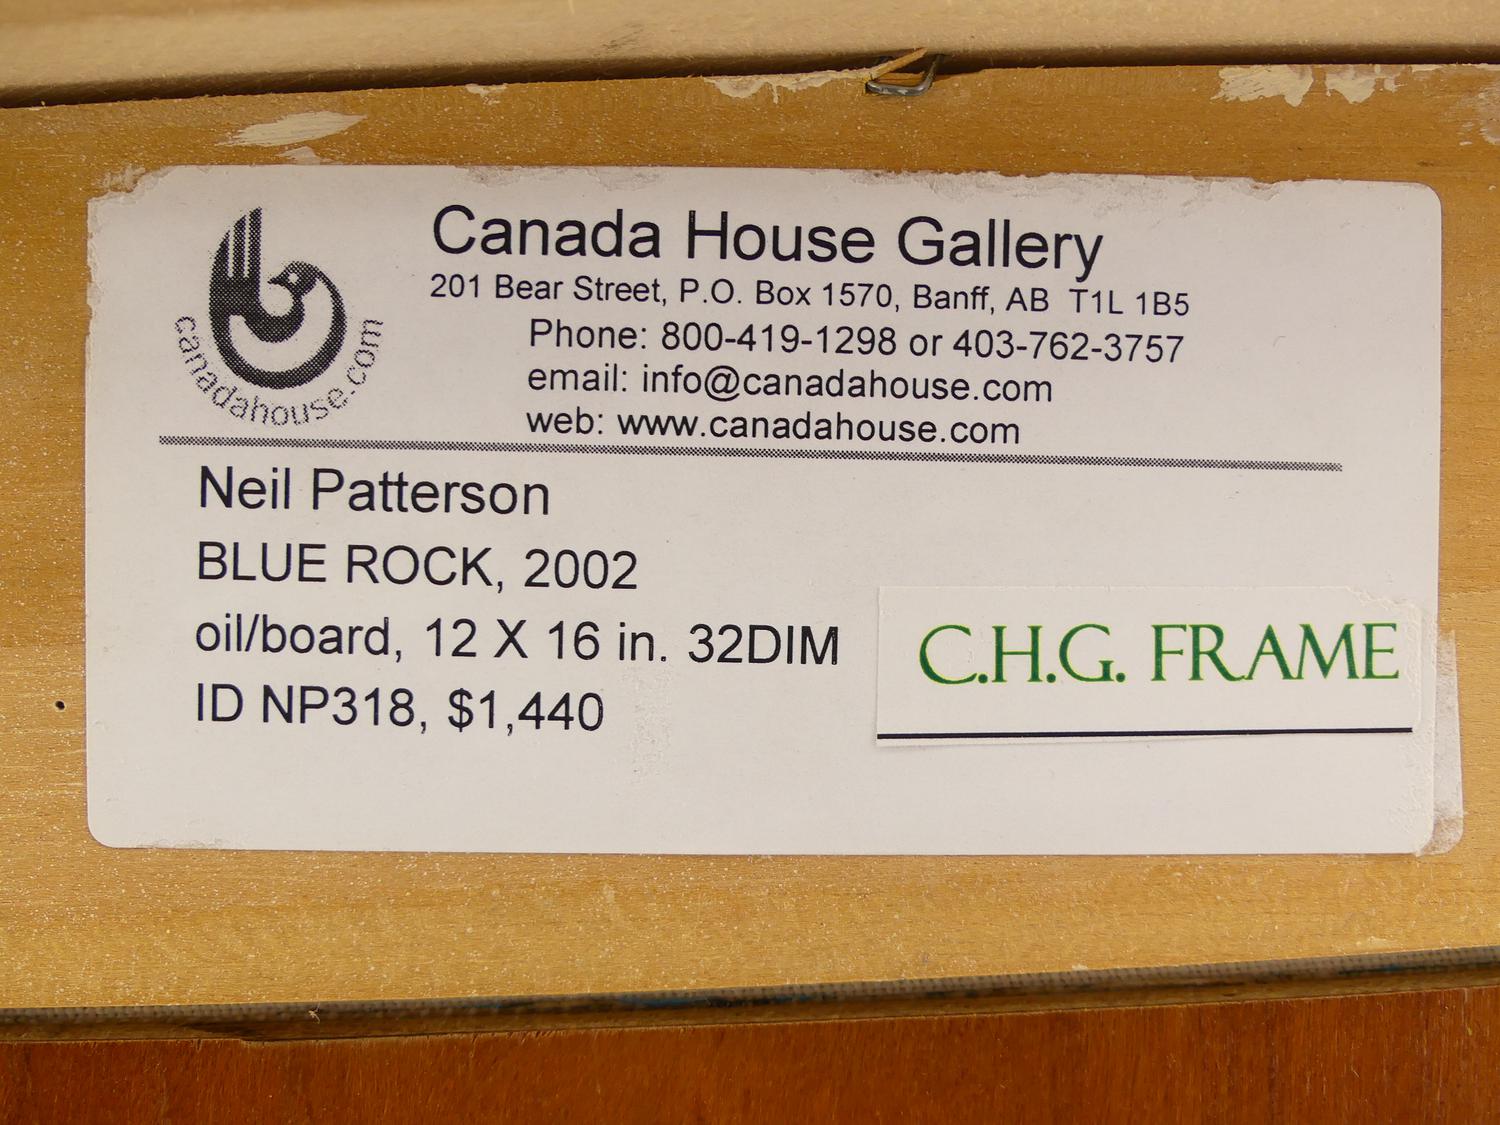 canadahouse.com
Canada House Gallery
201 Bear Street, P.O. Box 1570, Banff, AB  T1L 1B5
Phone: 800-419-1298 or 403-762-3757
email: info@canadahouse.com
web: www.canadahouse.com
Neil Patterson
BLUE ROCK, 2002
oil/board, 12 X 16 in. 32DIM
ID NP318, $1,440
C.H.G. FRAME